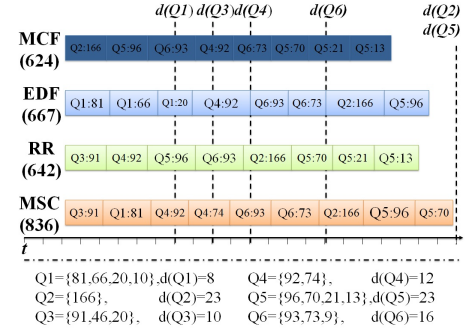 d(Q1) d(Q3) d(Q4) d(Q6) d(Q2)
d(Q5)
MCF
(624)
Q2:166 Q5:96 Q6:93 Q4:92 Q6:73 Q5:70 Q5:21 Q5:13
EDF
(667)
Q1:81 Q1:66 Q1:20 Q4:92 Q6:93 Q6:73 Q2:166 Q5:96
RR
(642)
Q3:91 Q4:92 Q5:96 Q6:93 Q2:166 Q5:70 Q5:21 Q5:13
MSC
(836)
Q3:91 Q1:81 Q4:92 Q4:74 Q6:93 Q6:73 Q2:166 Q5:96 Q5:70
t
Q1={81,66,20,10},d(Q1)=8 Q4={92,74}, d(Q4)=12
Q2={166}, d(Q2)=23 Q5={96,70,21,13},d(Q5)=23
Q3={91,46,20}, d(Q3)=10 Q6={93,73,9}, d(Q6)=16